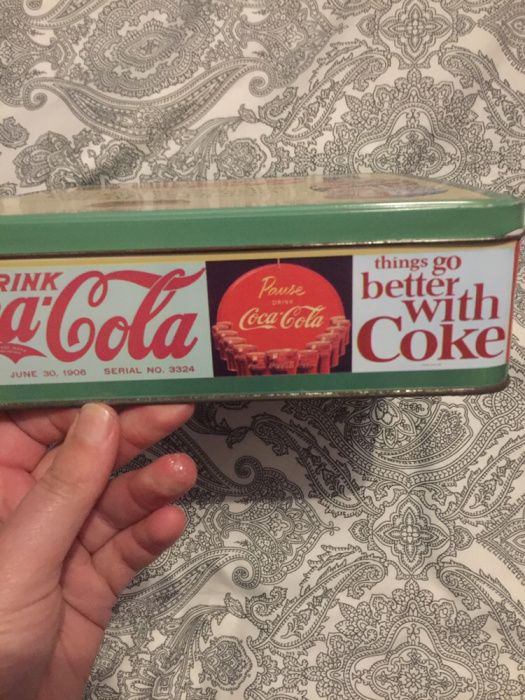 RINK
a-Cola
JUNE 30, 1906 SERIAL NO. 3324
Pause
DRINK
Coca-Cola
things go
better
with
Coke